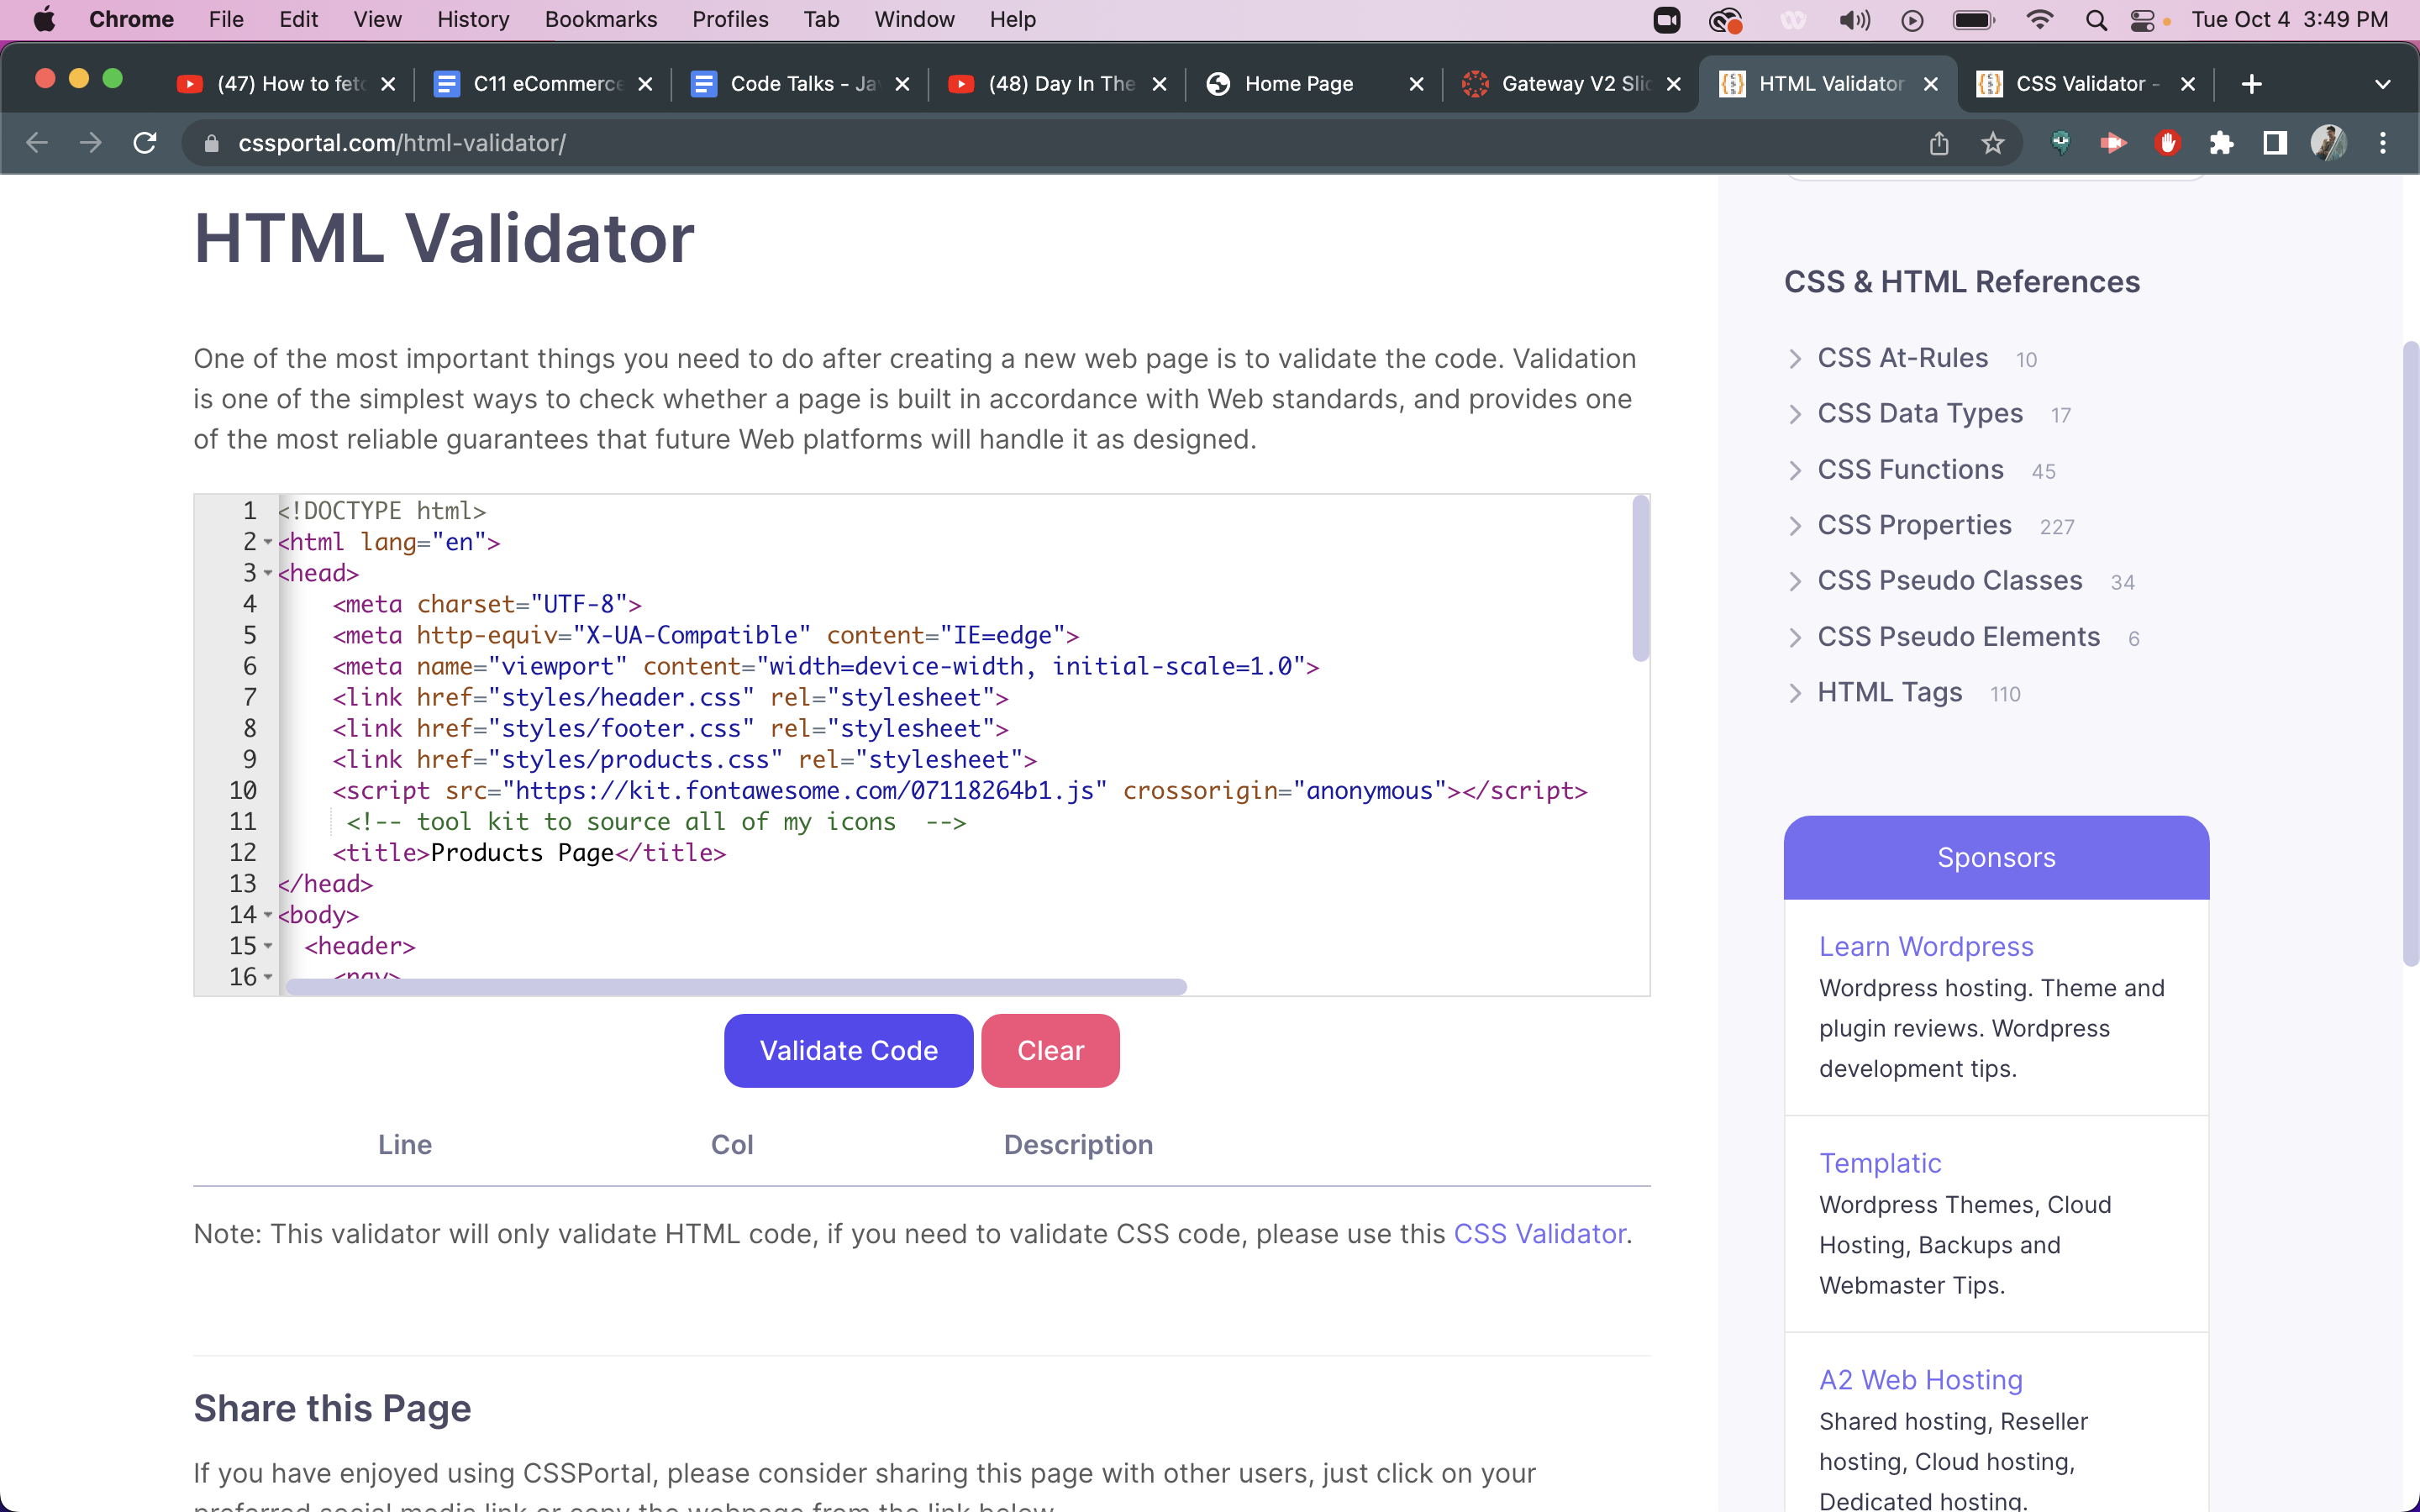 Chrome File Edit View History Bookmarks Profiles Tab Window Help Tue Oct 4 3:49 PM
(47) How to fetc C11 eCommerce Code Talks - Ja (48) Day In The Home Page Gateway V2 Slic HTML Validator CSS Validator -
cssportal.com/html-validator/
HTML Validator
One of the most important things you need to do after creating a new web page is to validate the code. Validation
is one of the simplest ways to check whether a page is built in accordance with Web standards, and provides one
of the most reliable guarantees that future Web platforms will handle it as designed.
1 <!DOCTYPE html>
2 <html lang="en">
3 <head>
4 <meta charset="UTF-8">
5 <meta http-equiv="X-UA-Compatible" content="IE=edge">
6 <meta name="viewport" content="width=device-width, initial-scale=1.0">
7 <link href="styles/header.css" rel="stylesheet">
8 <link href="styles/footer.css" rel="stylesheet">
9 <link href="styles/products.css" rel="stylesheet">
10 <script src="https://kit.fontawesome.com/07118264b1.js" crossorigin="anonymous"></script>
11 <!-- tool kit to source all of my icons  -->
12 <title>Products Page</title>
13 </head>
14 <body>
15 <header>
16 <nav>
Validate Code Clear
Line Col Description
Note: This validator will only validate HTML code, if you need to validate CSS code, please use this CSS Validator.
Share this Page
If you have enjoyed using CSSPortal, please consider sharing this page with other users, just click on your
preferred social media link or copy the webpage from the link below.
CSS & HTML References
CSS At-Rules 10
CSS Data Types 17
CSS Functions 45
CSS Properties 227
CSS Pseudo Classes 34
CSS Pseudo Elements 6
HTML Tags 110
Sponsors
Learn Wordpress
Wordpress hosting. Theme and
plugin reviews. Wordpress
development tips.
Templatic
Wordpress Themes, Cloud
Hosting, Backups and
Webmaster Tips.
A2 Web Hosting
Shared hosting, Reseller
hosting, Cloud hosting,
Dedicated hosting.